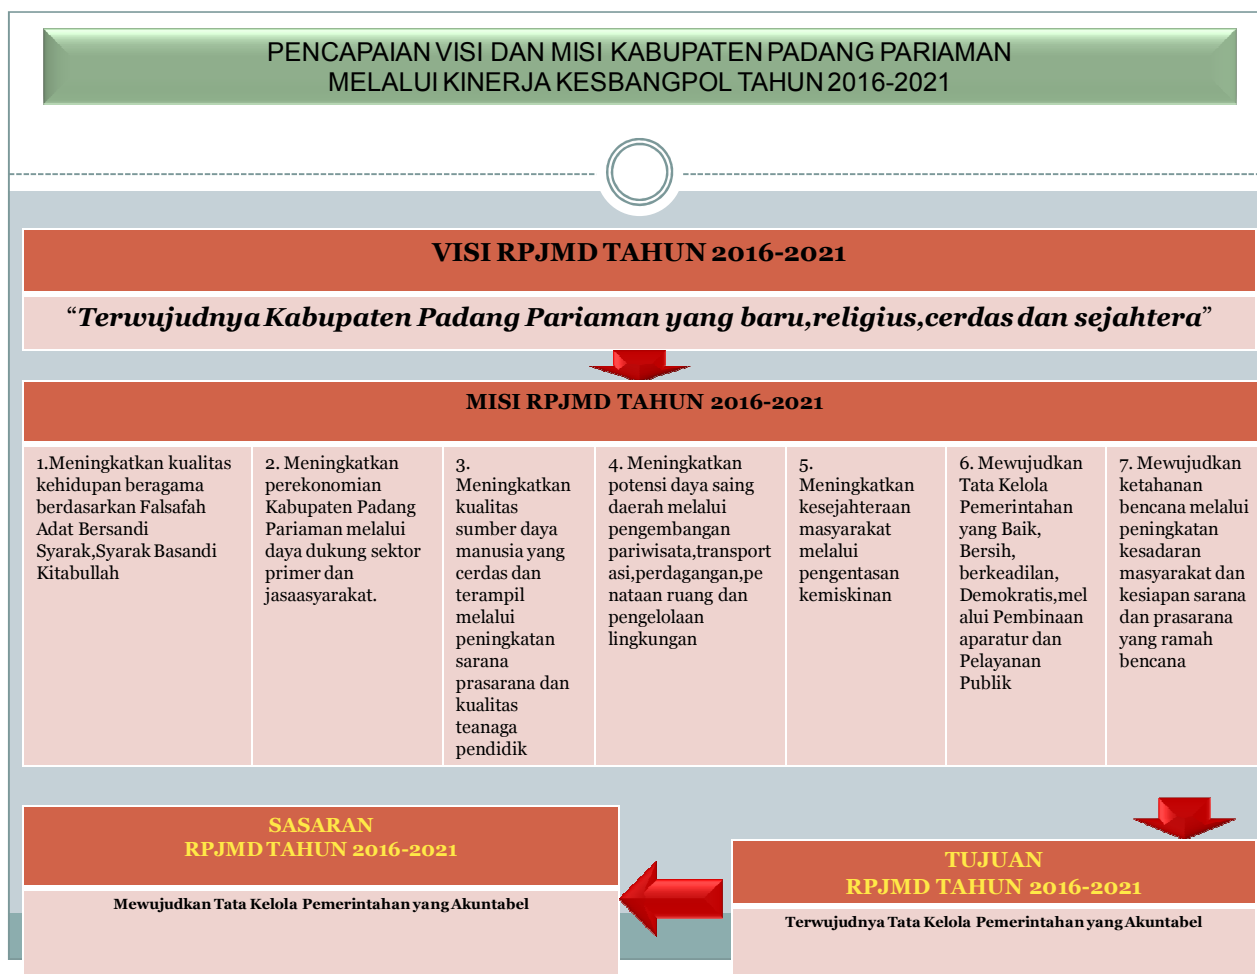 PENCAPAIAN VISI DAN MISI KABUPATEN PADANG PARIAMAN
MELALUI KINERJA KESBANGPOL TAHUN 2016-2021
VISI RPJMD TAHUN 2016-2021
“Terwujudnya Kabupaten Padang Pariaman yang baru,religius,cerdas dan sejahtera”
MISI RPJMD TAHUN 2016-2021
1.Meningkatkan kualitas
kehidupan beragama
berdasarkan Falsafah
Adat Bersandi
Syarak,Syarak Basandi
Kitabullah
2. Meningkatkan
perekonomian
Kabupaten Padang
Pariaman melalui
daya dukung sektor
primer dan
jasaasyarakat.
3.
Meningkatkan
kualitas
sumber daya
manusia yang
cerdas dan
terampil
melalui
peningkatan
sarana
prasarana dan
kualitas
teanaga
pendidik
4. Meningkatkan
potensi daya saing
daerah melalui
pengembangan
pariwisata,transport
asi,perdagangan,pe
nataan ruang dan
pengelolaan
lingkungan
5.
Meningkatkan
kesejahteraan
masyarakat
melalui
pengentasan
kemiskinan
6. Mewujudkan
Tata Kelola
Pemerintahan
yang Baik,
Bersih,
berkeadilan,
Demokratis,mel
alui Pembinaan
aparatur dan
Pelayanan
Publik
7. Mewujudkan
ketahanan
bencana melalui
peningkatan
kesadaran
masyarakat dan
kesiapan sarana
dan prasarana
yang ramah
bencana
SASARAN
RPJMD TAHUN 2016-2021
Mewujudkan Tata Kelola Pemerintahan yang Akuntabel
TUJUAN
RPJMD TAHUN 2016-2021
Terwujudnya Tata Kelola Pemerintahan yang Akuntabel